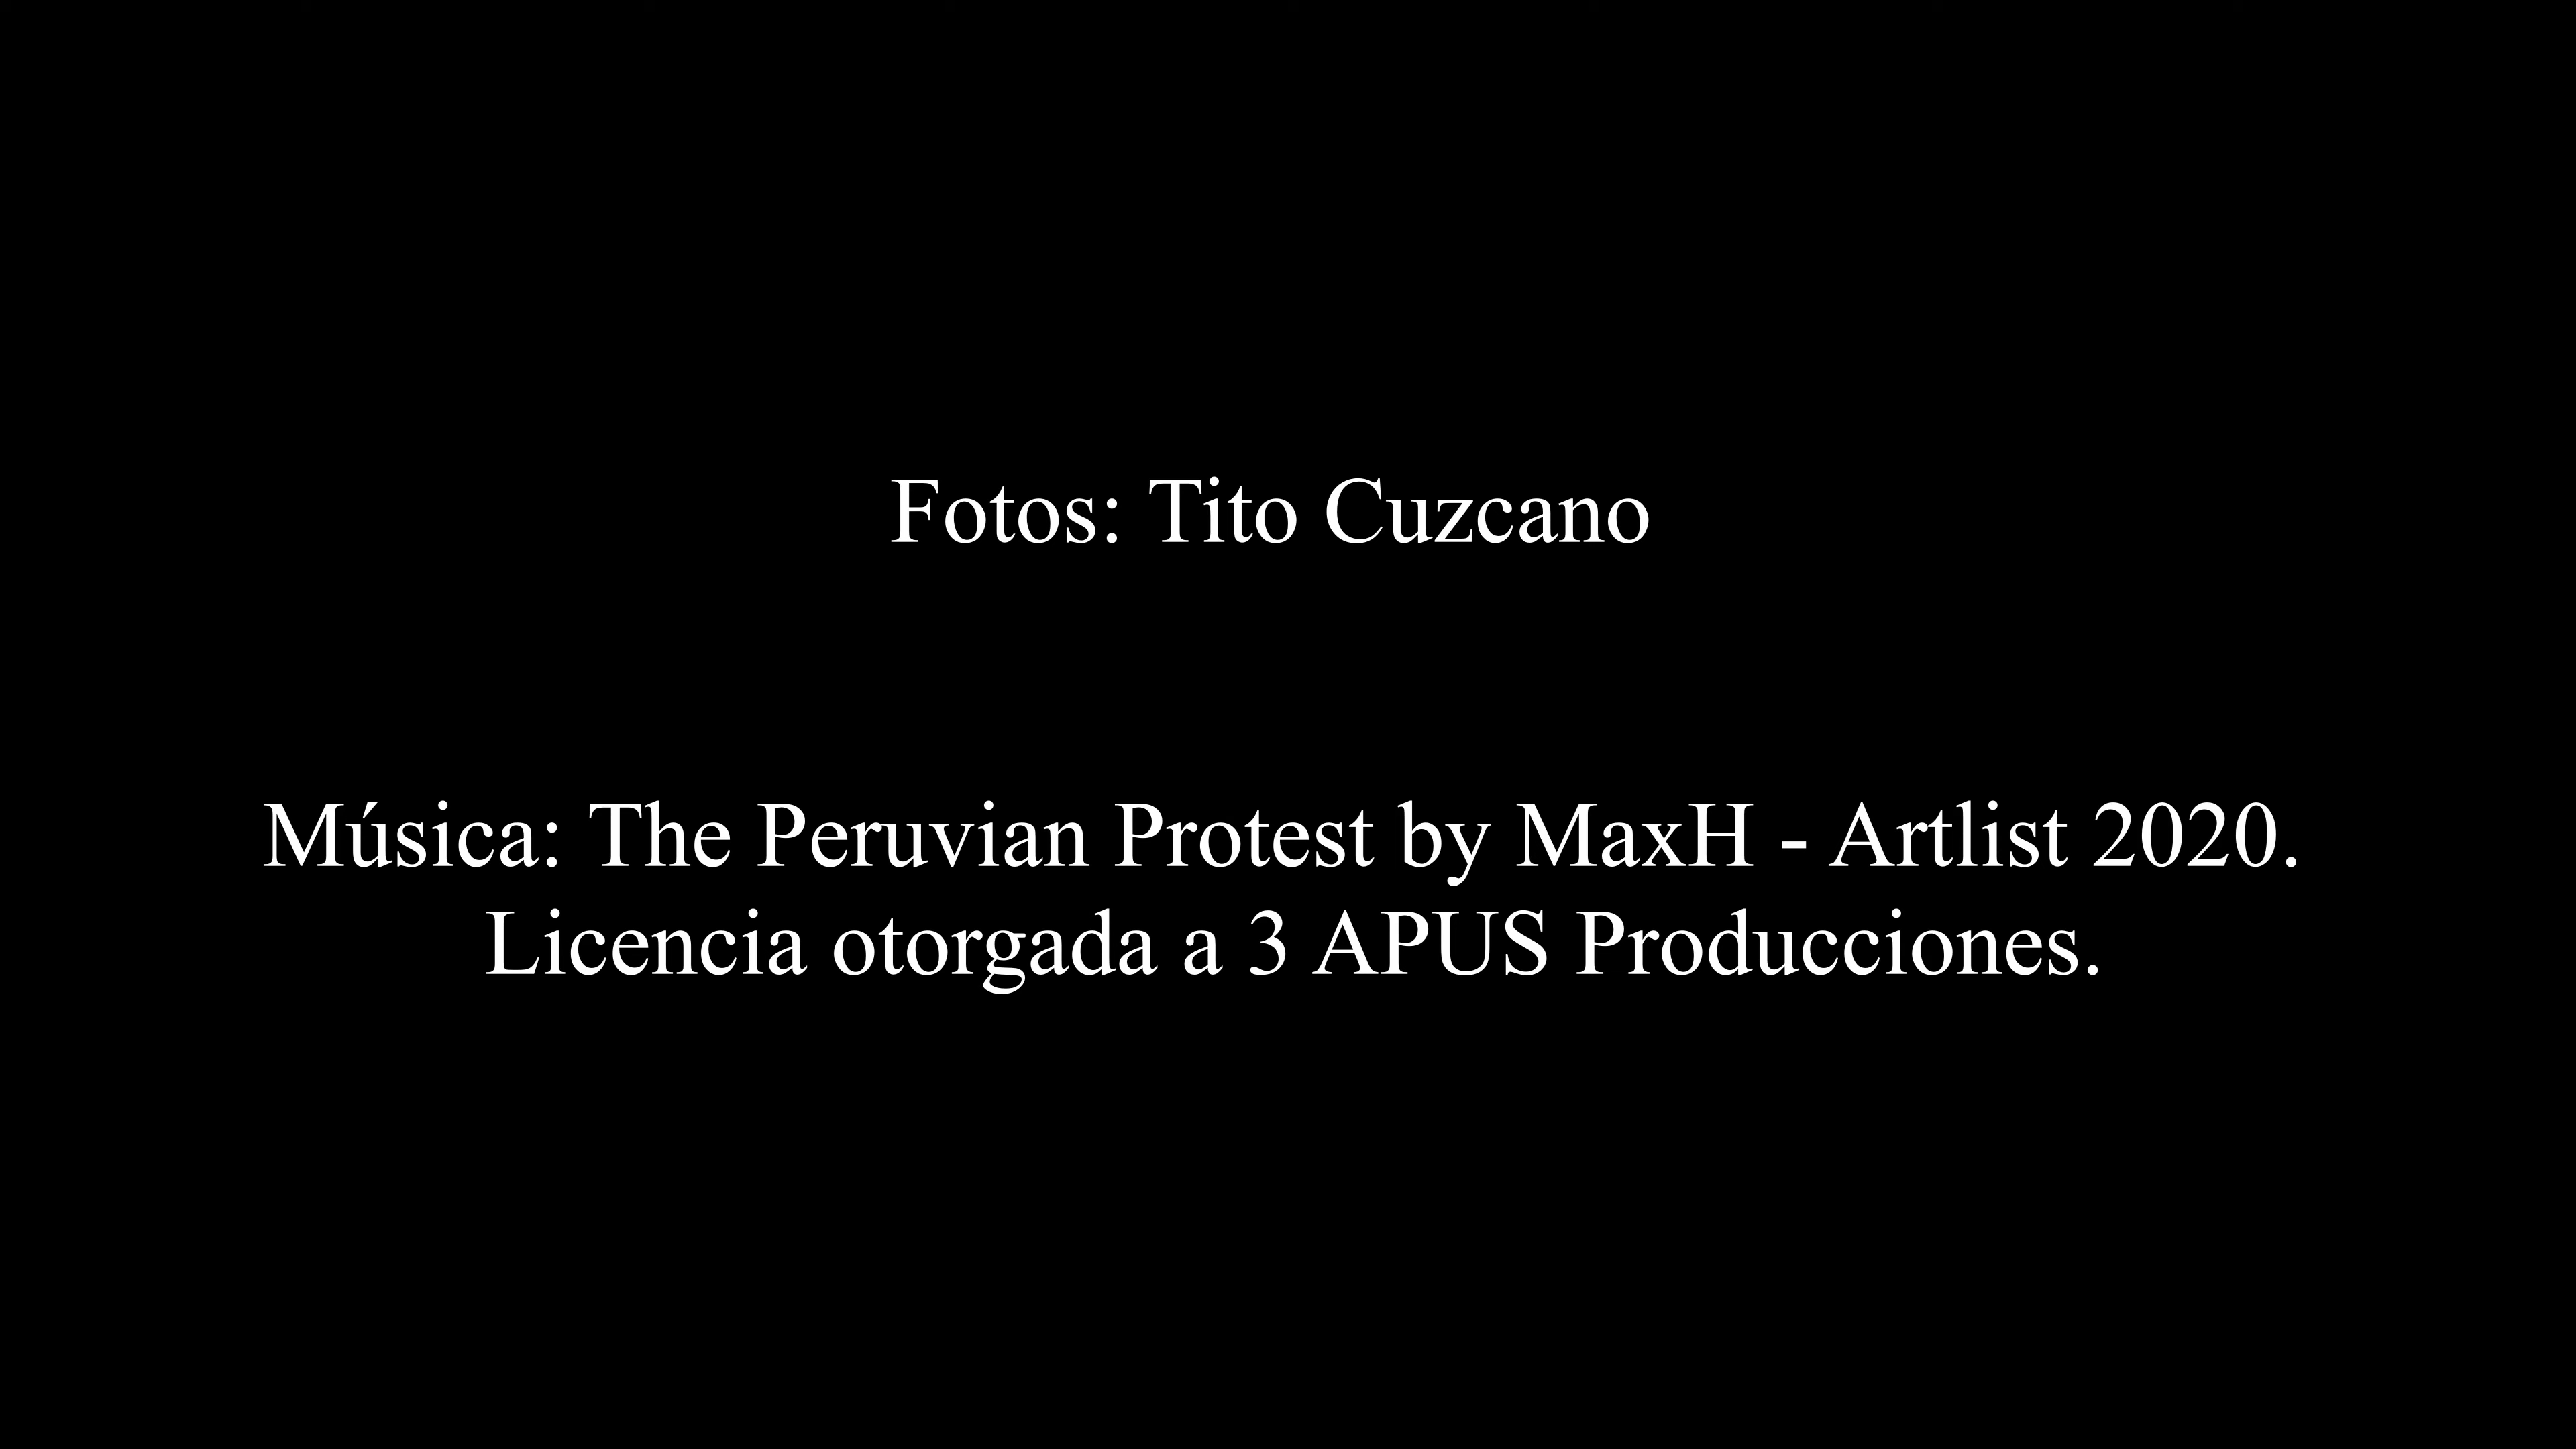 Fotos: Tito Cuzcano
Música: The Peruvian Protest by MaxH - Artlist 2020.
Licencia otorgada a 3 APUS Producciones.